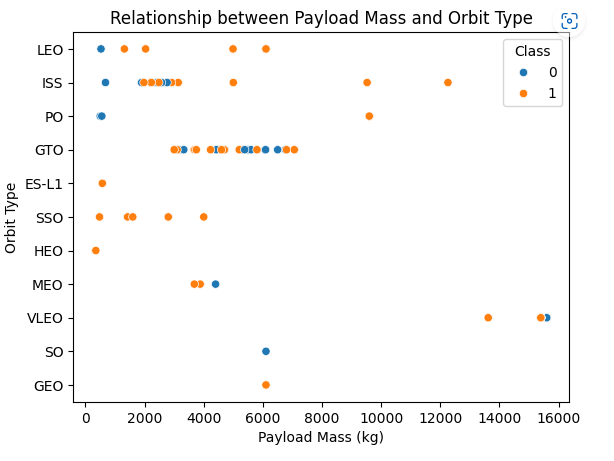 Relationship between Payload Mass and Orbit Type
Class
0
1
Orbit Type
LEO
ISS
PO
GTO
ES-L1
SSO
HEO
MEO
VLEO
SO
GEO
0 2000 4000 6000 8000 10000 12000 14000 16000
Payload Mass (kg)